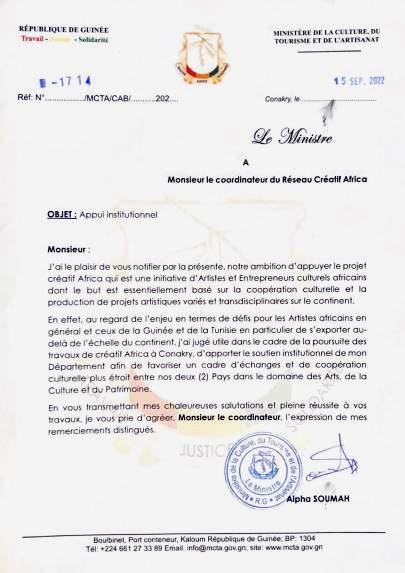 RÉPUBLIQUE DE GUINÉE
Travail - Justice - Solidarité
MINISTÈRE DE LA CULTURE, DU
TOURISME ET DE L'ARTISANAT
-1714
15 SEP. 2022
Réf: N°................/MCTA/CAB/..........202....
Conakry, le................................
Le Ministre
A
Monsieur le coordinateur du Réseau Créatif Africa
OBJET : Appui institutionnel
Monsieur :
J'ai le plaisir de vous notifier par la présente, notre ambition d'appuyer le projet
créatif Africa qui est une initiative d'Artistes et Entrepreneurs culturels africains
dont le but est essentiellement basé sur la coopération culturelle et la
production de projets artistiques variés et transdisciplinaires sur le continent.
En effet, au regard de l'enjeu en termes de défis pour les Artistes africains en
général et ceux de la Guinée et de la Tunisie en particulier de s'exporter au-
delà de l'échelle du continent, j'ai jugé utile dans le cadre de la poursuite des
travaux de créatif Africa à Conakry, d'apporter le soutien institutionnel de mon
Département afin de favoriser un cadre d'échanges et de coopération
culturelle plus étroit entre nos deux (2) Pays dans le domaine des Arts, de la
Culture et du Patrimoine.
En vous transmettant mes chaleureuses salutations et pleine réussite à vos
travaux, je vous prie d'agréer, Monsieur le coordinateur, l'expression de mes
remerciements distingués.
JUSTICE
SOLIDARITÉ
Ministère de la Culture, du Tourisme et de l'Artisanat
Le Ministre
R.G
Alpha SOUMAH
Boulbinet, Port conteneur, Kaloum République de Guinée; BP: 1304
Tél: +224 661 27 33 89 Email: info@mcta.gov.gn; site: www.mcta.gov.gn